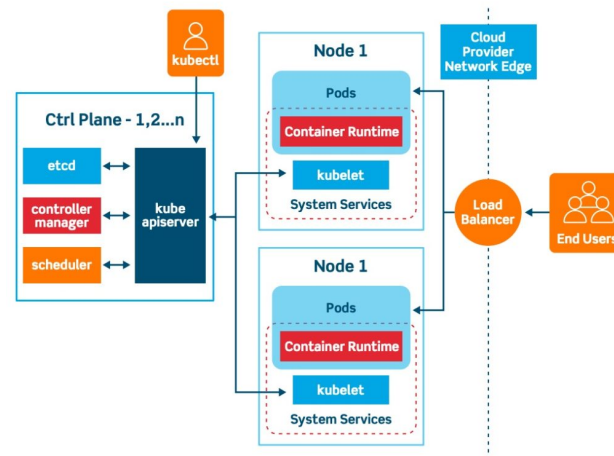 kubectl
Ctrl Plane - 1,2...n
etcd
controller
manager
scheduler
kube
apiserver
Node 1
Pods
Container Runtime
kubelet
System Services
Node 1
Pods
Container Runtime
kubelet
System Services
Cloud
Provider
Network Edge
Load
Balancer
End Users